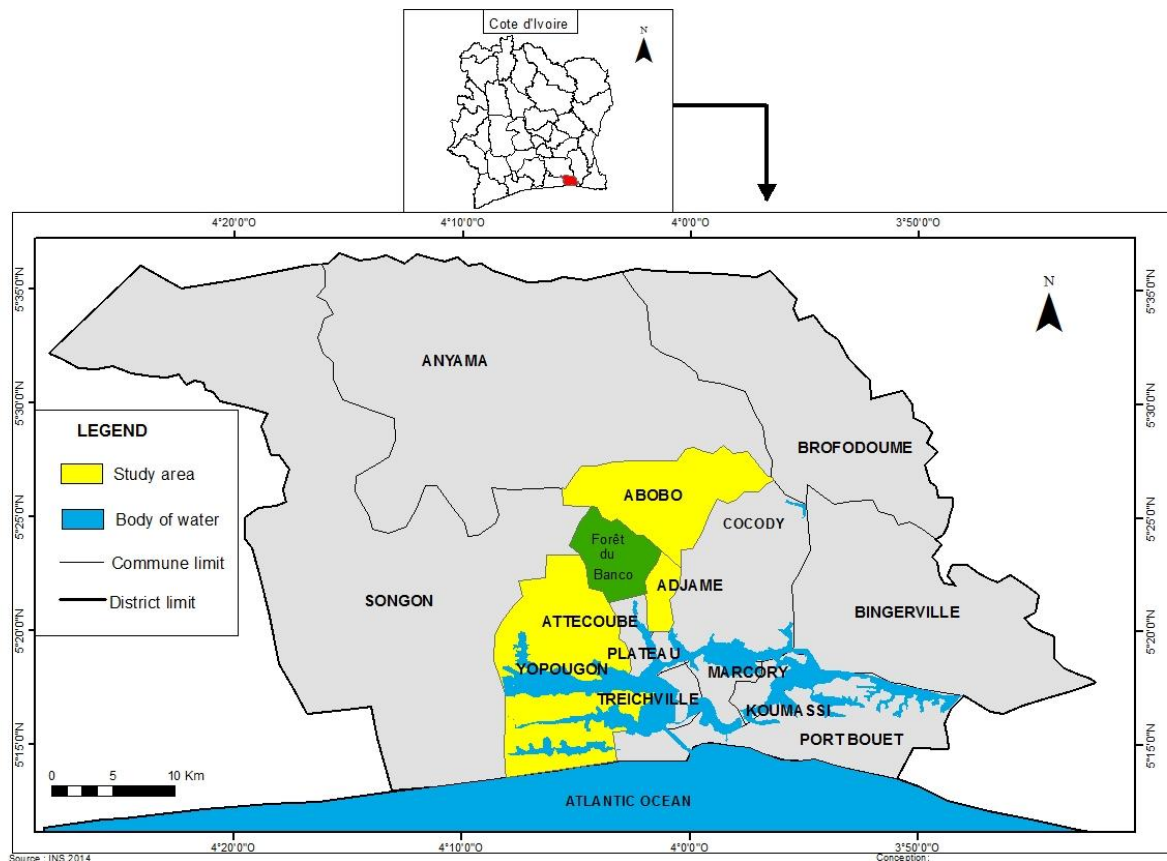 Cote d'Ivoire
N
4°20'0"O 4°10'0"O 4°0'0"O 3°50'0"O
N
5°35'0"N 5°35'0"N
ANYAMA
5°30'0"N 5°30'0"N
BROFODOUME
LEGEND
Study area
Body of water
Commune limit
District limit
ABOBO
5°25'0"N 5°25'0"N
COCODY
Forêt
du
Banco
ADJAME
SONGON
BINGERVILLE
ATTECOUBE
5°20'0"N 5°20'0"N
PLATEAU
YOPOUGON
MARCORY
TREICHVILLE
KOUMASSI
PORT BOUET
5°15'0"N 5°15'0"N
0 5 10 Km
ATLANTIC OCEAN
4°20'0"O 4°10'0"O 4°0'0"O 3°50'0"O
Source : INS 2014 Conception: